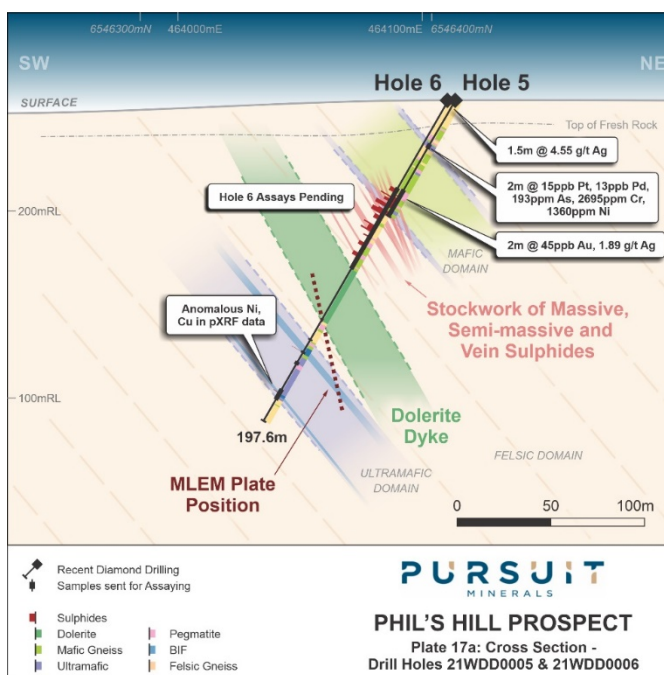 6546300mN
464000E
464100mE
6546400mN
SW
NE
Hole 6
Hole 5
SURFACE
Top of Fresh Rock
1.5m @ 4.55 g/t Ag
2m @ 15ppb Pt, 13ppb Pd,
193ppm As, 2695ppm Cr,
1360ppm Ni
Hole 6 Assays Pending
200mRL
2m @ 45ppb Au, 1.89 g/t Ag
MAFIC
DOMAIN
Stockwork of Massive,
Semi-massive and
Vein Sulphides
Anomalous Ni,
Cu in pXRF data
100mRL
197.6m
Dolerite
Dyke
FELSIC DOMAIN
MLEM Plate
Position
ULTRAMAFIC
DOMAIN
0
50
100m
Recent Diamond Drilling
Samples sent for Assaying
Sulphides
Dolerite
Mafic Gneiss
Ultramafic
Pegmatite
BIF
Felsic Gneiss
PURSUIT
MINERALS
PHIL'S HILL PROSPECT
Plate 17a: Cross Section -
Drill Holes 21WDD0005 & 21WDD0006